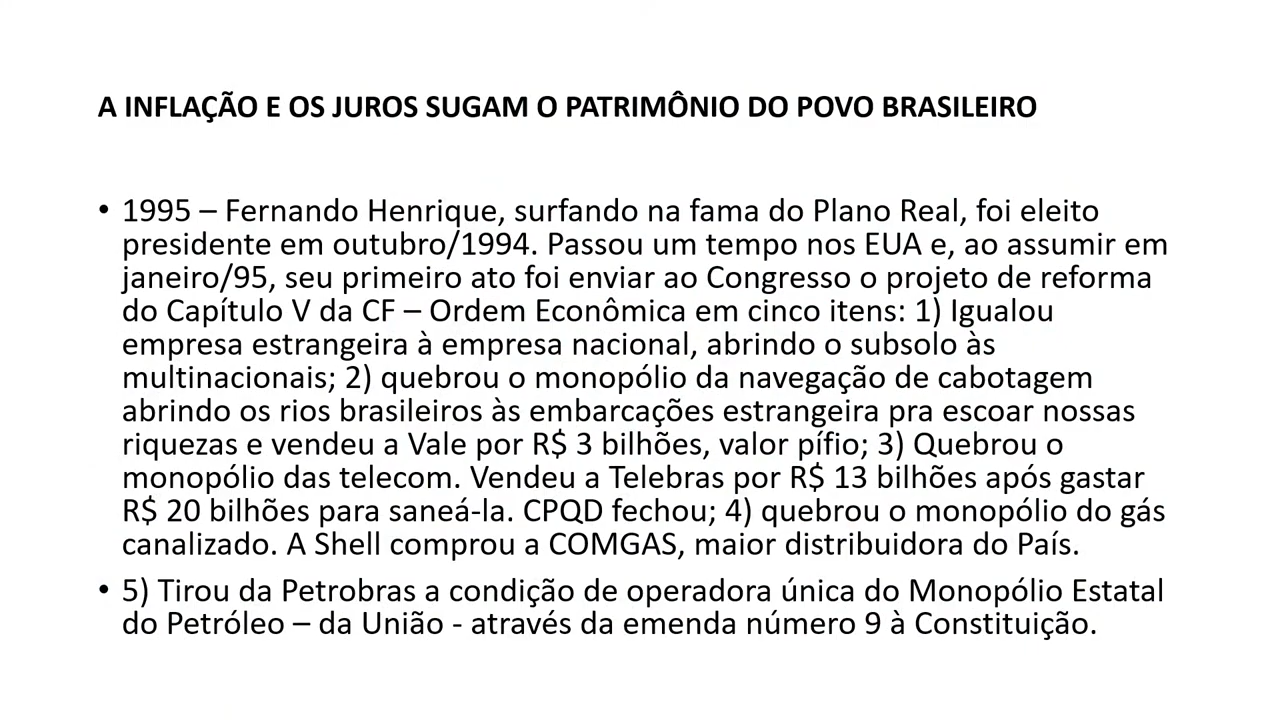 A INFLAÇÃO E OS JUROS SUGAM O PATRIMÔNIO DO POVO BRASILEIRO
• 1995 – Fernando Henrique, surfando na fama do Plano Real, foi eleito
presidente em outubro/1994. Passou um tempo nos EUA e, ao assumir em
janeiro/95, seu primeiro ato foi enviar ao Congresso o projeto de reforma
do Capítulo V da CF – Ordem Econômica em cinco itens: 1) Igualou
empresa estrangeira à empresa nacional, abrindo o subsolo às
multinacionais; 2) quebrou o monopólio da navegação de cabotagem
abrindo os rios brasileiros às embarcações estrangeira pra escoar nossas
riquezas e vendeu a Vale por R$ 3 bilhões, valor pífio; 3) Quebrou o
monopólio das telecom. Vendeu a Telebras por R$ 13 bilhões após gastar
R$ 20 bilhões para saneá-la. CPQD fechou; 4) quebrou o monopólio do gás
canalizado. A Shell comprou a COMGAS, maior distribuidora do País.
• 5) Tirou da Petrobras a condição de operadora única do Monopólio Estatal
do Petróleo – da União - através da emenda número 9 à Constituição.